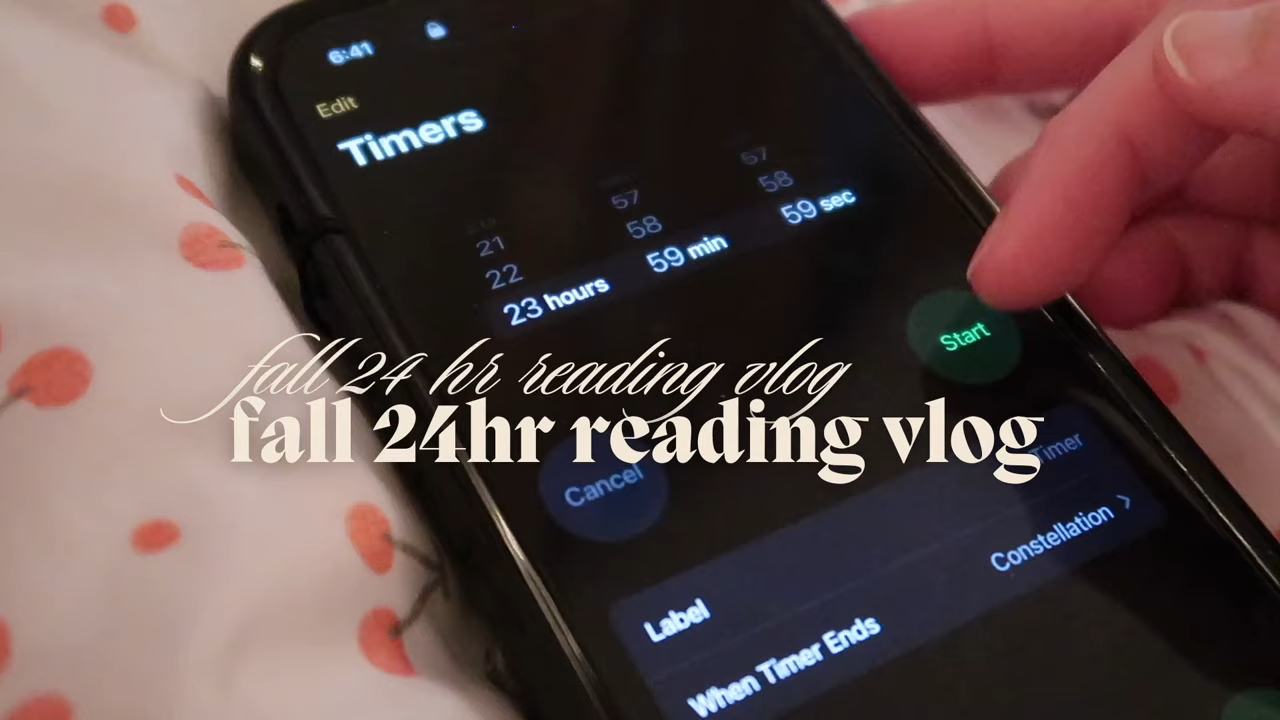 6:41
Edit
Timers
21 57 57
22 58 58
23 hours 59 min 59 sec
Start
fall 24 hr reading vlog
fall 24hr reading vlog
Cancel
Label Timer
When Timer Ends Constellation >